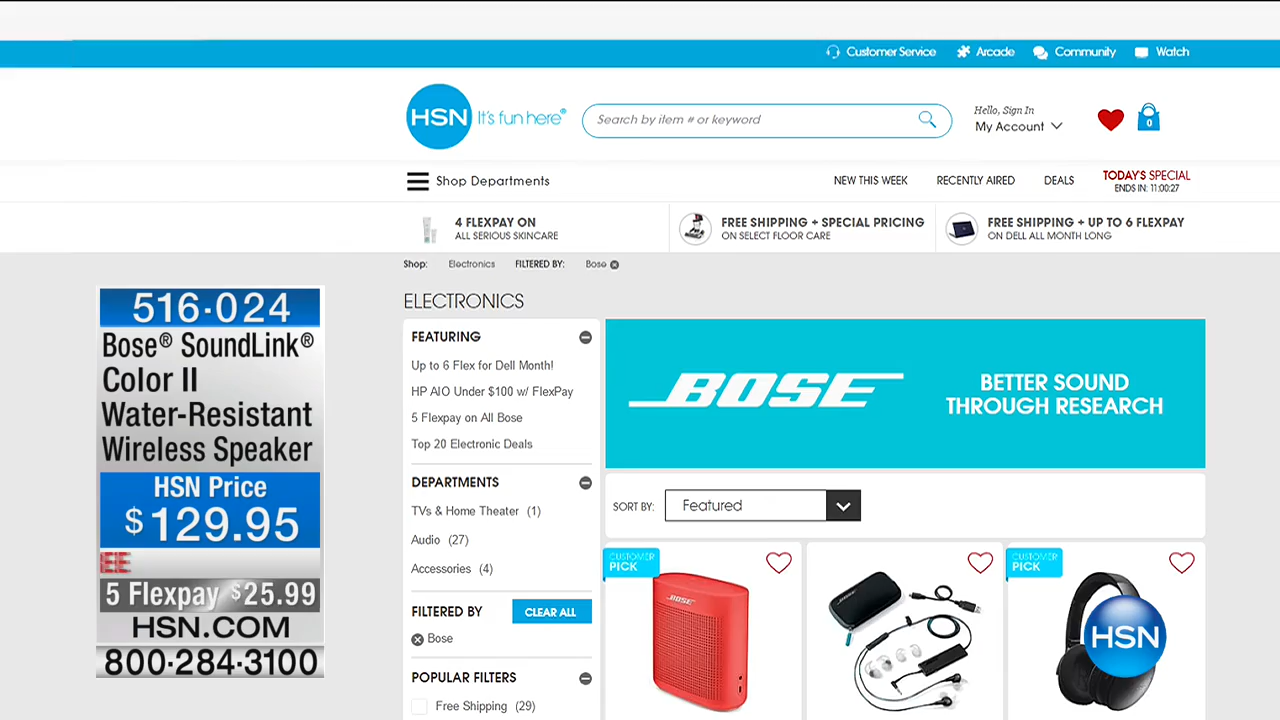 Customer Service Arcade Community Watch
HSN It's fun here®
Search by item # or keyword
Hello, Sign In
My Account
0
Shop Departments
NEW THIS WEEK RECENTLY AIRED DEALS
TODAY'S SPECIAL
ENDS IN: 11:00:27
4 FLEXPAY ON
ALL SERIOUS SKINCARE
FREE SHIPPING + SPECIAL PRICING
ON SELECT FLOOR CARE
FREE SHIPPING + UP TO 6 FLEXPAY
ON DELL ALL MONTH LONG
Shop: Electronics FILTERED BY: Bose
516·024
Bose® SoundLink®
Color II
Water-Resistant
Wireless Speaker
HSN Price
$129.95
EE
5 Flexpay $25.99
HSN.COM
800·284·3100
ELECTRONICS
FEATURING
Up to 6 Flex for Dell Month!
HP AIO Under $100 w/ FlexPay
5 Flexpay on All Bose
Top 20 Electronic Deals
DEPARTMENTS
TVs & Home Theater (1)
Audio (27)
Accessories (4)
FILTERED BY CLEAR ALL
Bose
POPULAR FILTERS
Free Shipping (29)
BOSE
BETTER SOUND
THROUGH RESEARCH
SORT BY: Featured
CUSTOMER
PICK
BOSE
BOSE
CUSTOMER
PICK
HSN